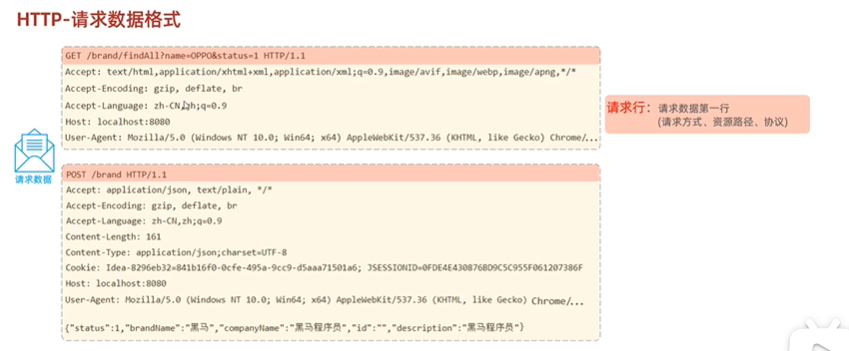 HTTP-请求数据格式
GET /brand/findAll?name=OPPO&status=1 HTTP/1.1
Accept: text/html,application/xhtml+xml,application/xml;q=0.9,image/avif,image/webp,image/apng,*/*
Accept-Encoding: gzip, deflate, br
Accept-Language: zh-CN,zh;q=0.9
Host: localhost:8080
User-Agent: Mozilla/5.0 (Windows NT 10.0; Win64; x64) AppleWebKit/537.36 (KHTML, like Gecko) Chrome/...
请求行：请求数据第一行
(请求方式、资源路径、协议)
请求数据
POST /brand HTTP/1.1
Accept: application/json, text/plain, */*
Accept-Encoding: gzip, deflate, br
Accept-Language: zh-CN,zh;q=0.9
Content-Length: 161
Content-Type: application/json;charset=UTF-8
Cookie: Idea-8296eb32=841b16f0-0cfe-495a-9cc9-d5aaa71501a6; JSESSIONID=0FDE4E430876BD9C5C955F061207386F
Host: localhost:8080
User-Agent: Mozilla/5.0 (Windows NT 10.0; Win64; x64) AppleWebKit/537.36 (KHTML, like Gecko) Chrome/...
{"status":1,"brandName":"黑马","companyName":"黑马程序员","id":"","description":"黑马程序员"}